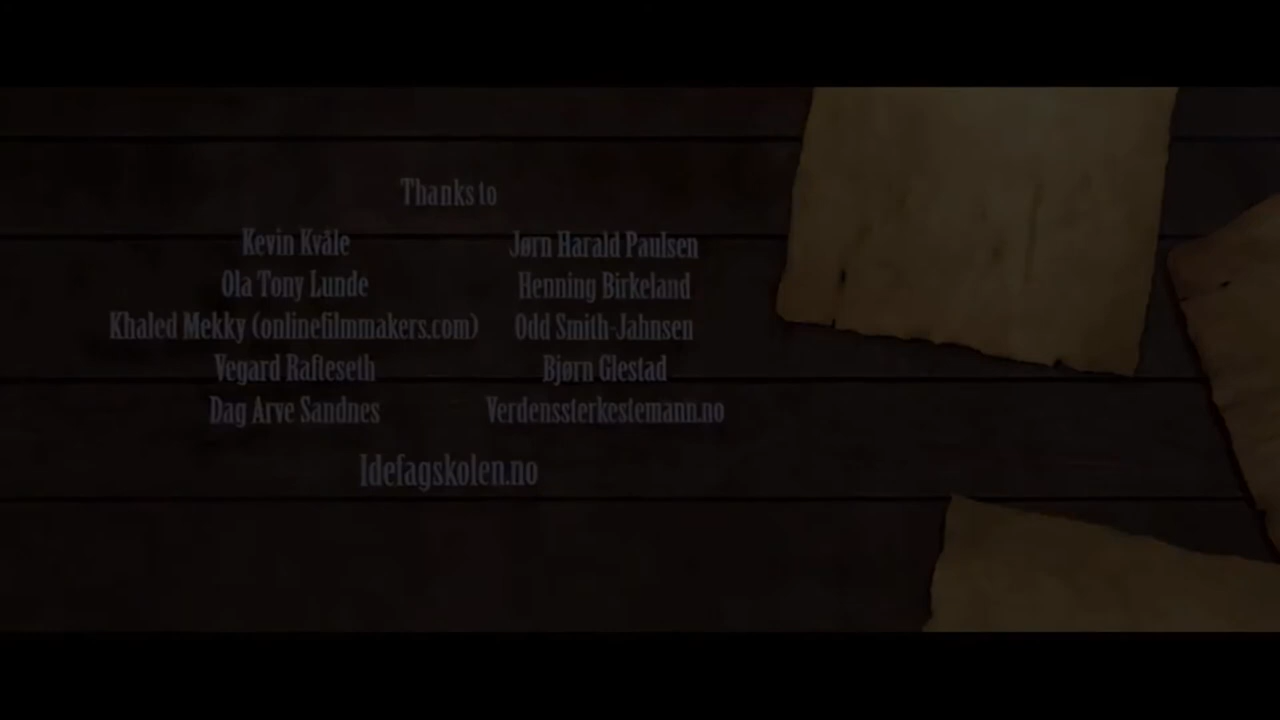 Thanks to
Kevin Kvåle
Ola Tony Lunde
Khaled Mekky (onlinefilmmakers.com)
Vegard Rafteseth
Dag Arve Sandnes
Jørn Harald Paulsen
Henning Birkeland
Odd Smith-Jahnsen
Bjørn Glestad
Verdenssterkestemann.no
Idefagskolen.no